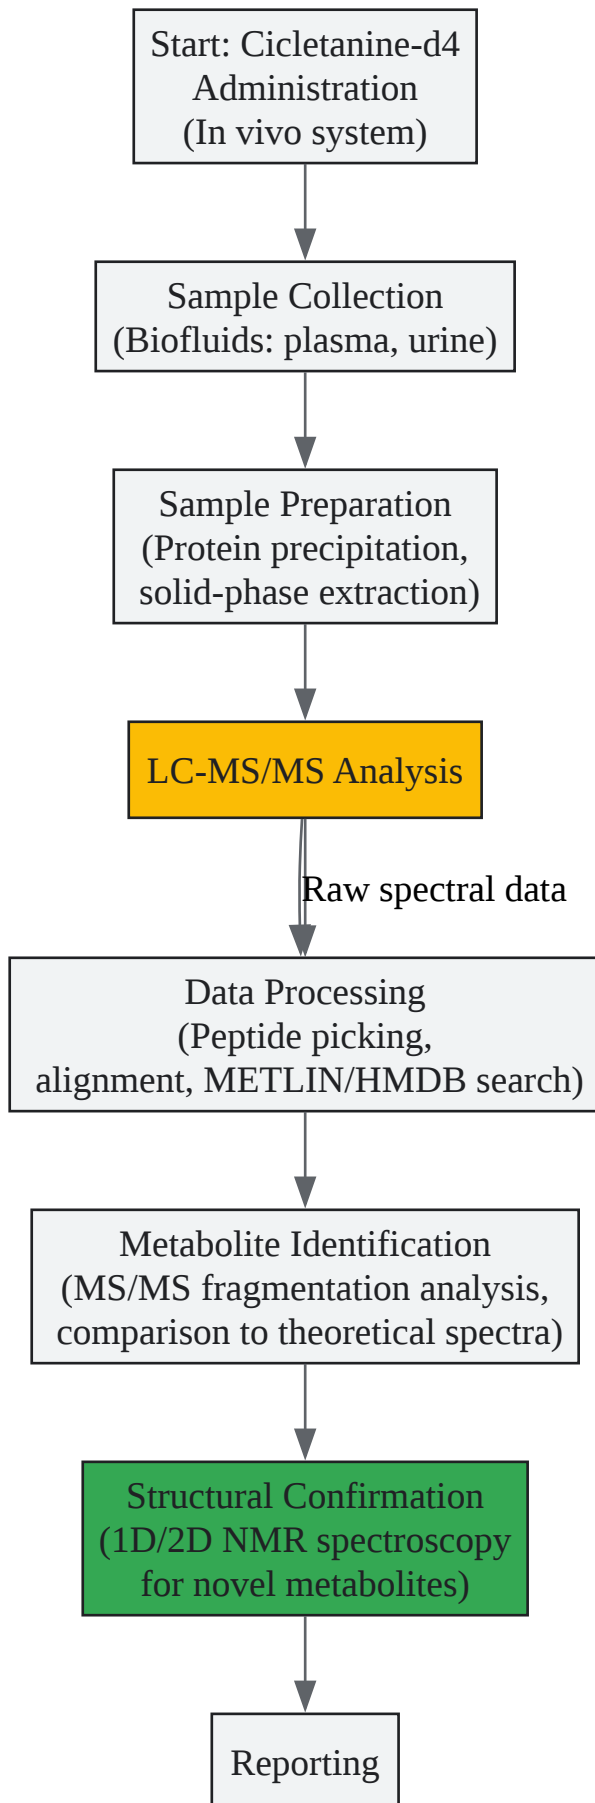 Start: Cicletanine-d4
Administration
(In vivo system)
Sample Collection
(Biofluids: plasma, urine)
Sample Preparation
(Protein precipitation,
solid-phase extraction)
LC-MS/MS Analysis
Raw spectral data
Data Processing
(Peptide picking,
alignment, METLIN/HMDB search)
Metabolite Identification
(MS/MS fragmentation analysis,
comparison to theoretical spectra)
Structural Confirmation
(1D/2D NMR spectroscopy
for novel metabolites)
Reporting